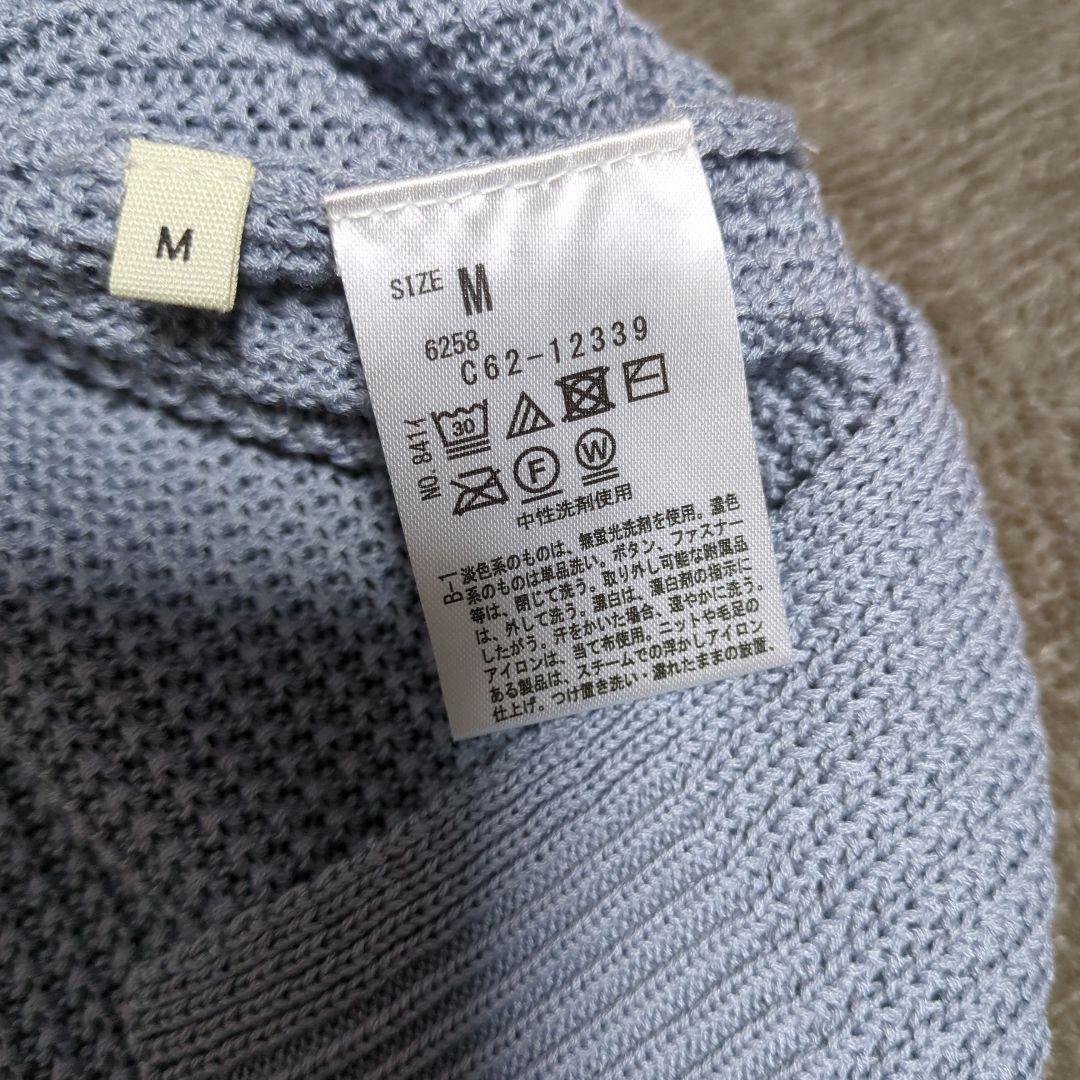 M
SIZE M
6258
C62-12339
NO.8414
30
F
W
中性洗剤使用
B-1
淡色系のものは、無蛍光洗剤を使用。濃色
系のものは単品洗い。ボタン、ファスナー
等は、閉じて洗う。取り外し可能な附属品
は、外して洗う。漂白は、漂白剤の指示に
したがう。汗をかいた場合、速やかに洗う。
アイロンは、当て布使用。ニットや毛足の
ある製品は、スチームでの浮かしアイロン
仕上げ。つけ置き洗い・濡れたままの放置、